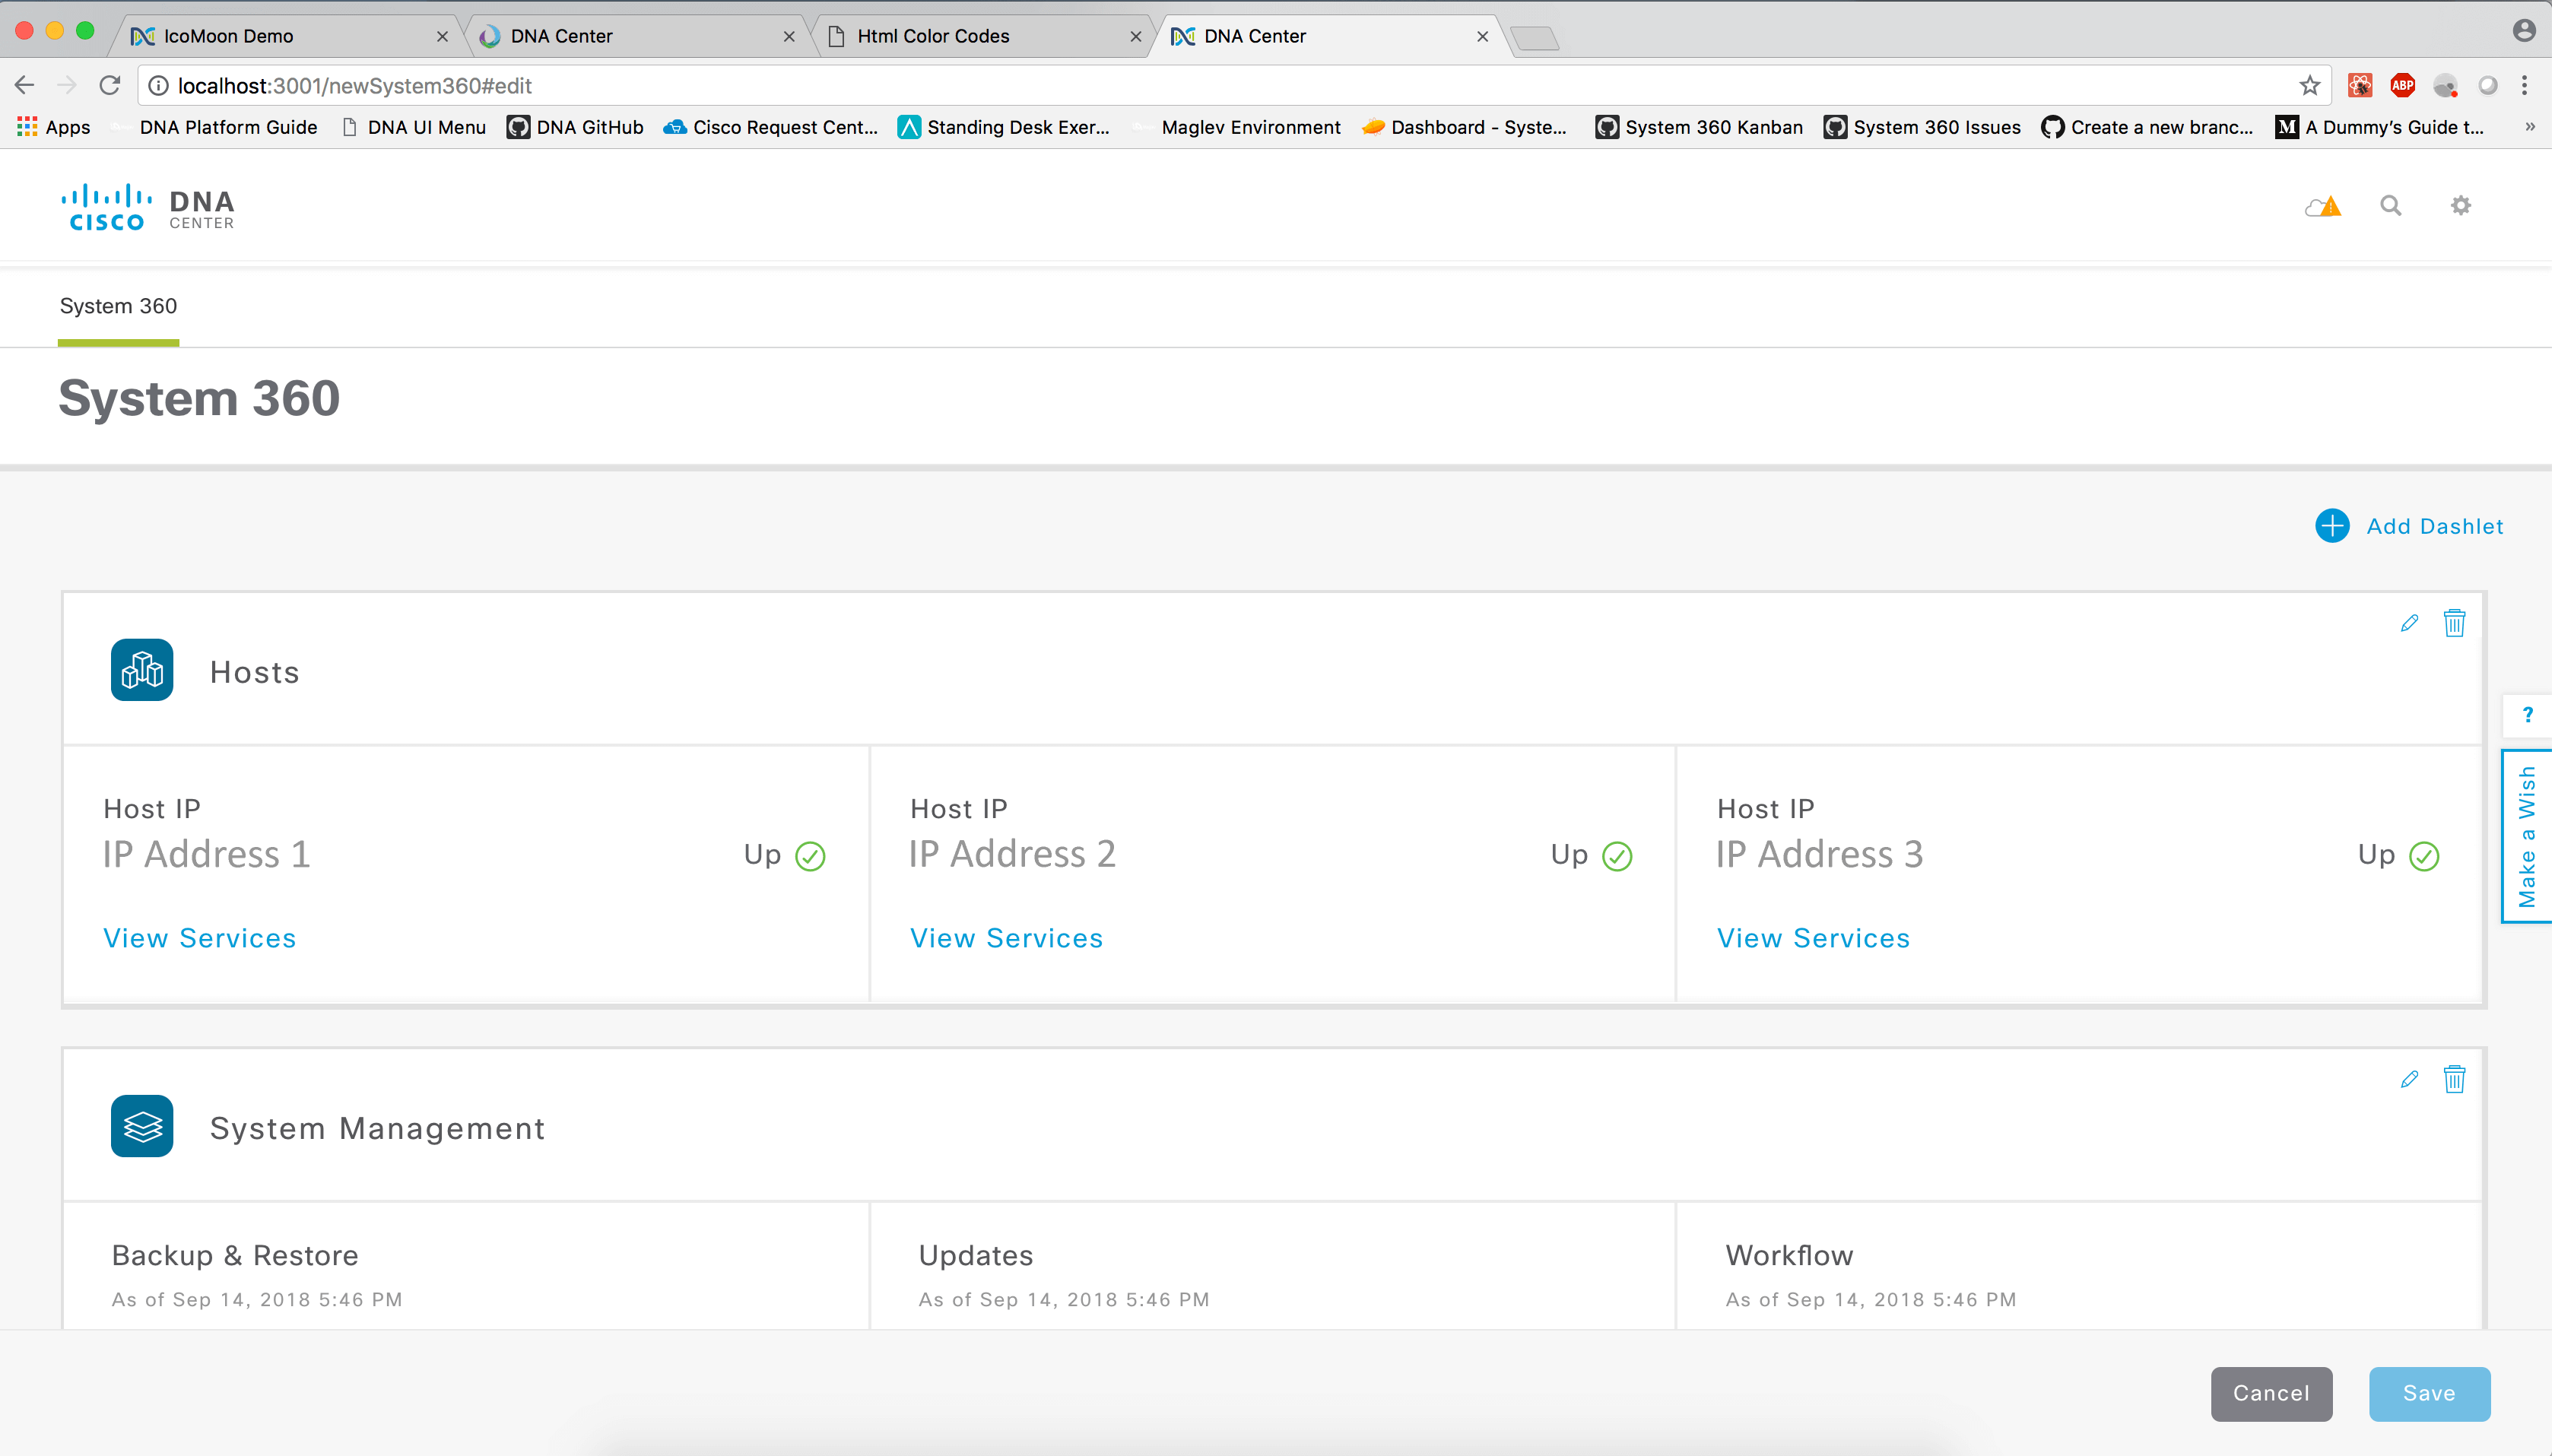 IcoMoon Demo
DNA Center
Html Color Codes
DNA Center
localhost:3001/newSystem360#edit
ABP
Apps
DNA Platform Guide
DNA UI Menu
DNA GitHub
Cisco Request Cent...
Standing Desk Exer...
Maglev Environment
Dashboard - Syste...
System 360 Kanban
System 360 Issues
Create a new branc...
M
A Dummy's Guide t...
»
CISCO
DNA
CENTER
System 360
System 360
Add Dashlet
Hosts
Host IP
IP Address 1
Up
View Services
Host IP
IP Address 2
Up
View Services
Host IP
IP Address 3
Up
View Services
?
Make a Wish
System Management
Backup & Restore
As of Sep 14, 2018 5:46 PM
Updates
As of Sep 14, 2018 5:46 PM
Workflow
As of Sep 14, 2018 5:46 PM
Cancel
Save